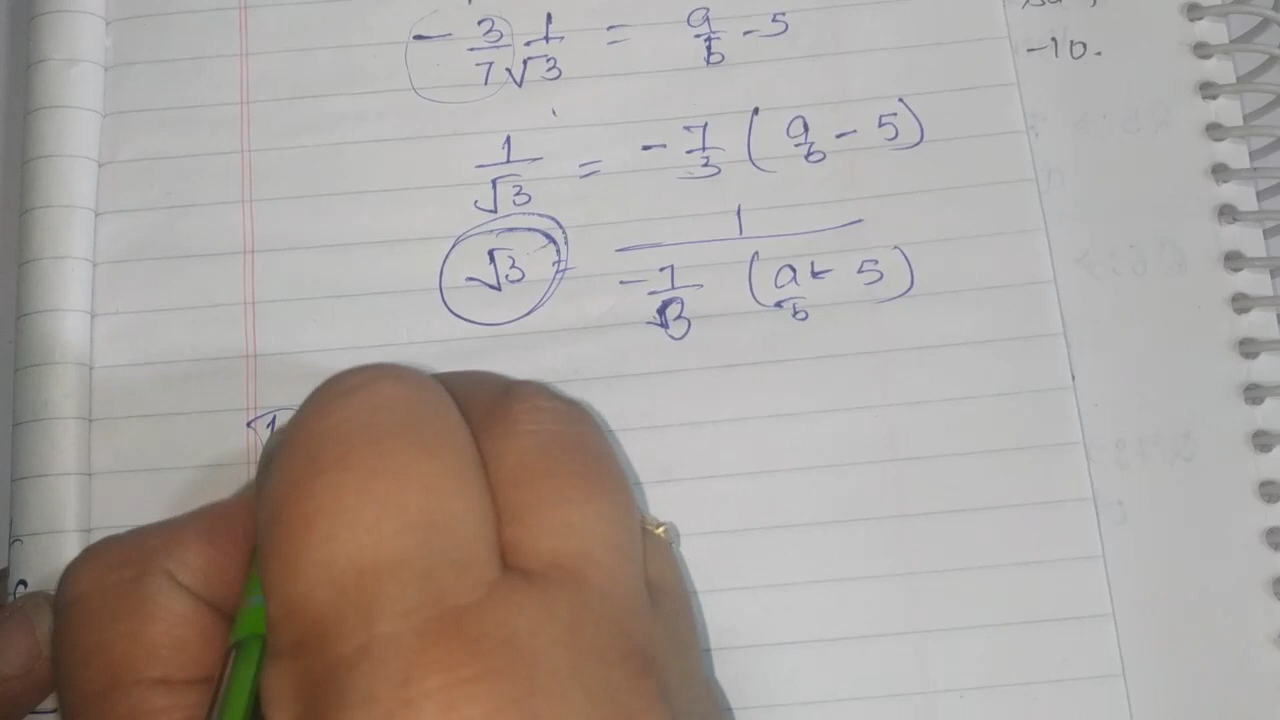 - 3/7 1/√3 = a/b - 5
-10.
1/√3 = - 7/3 ( a/b - 5 )
√3 = 1/(- 7/3 ( a/b - 5 ))